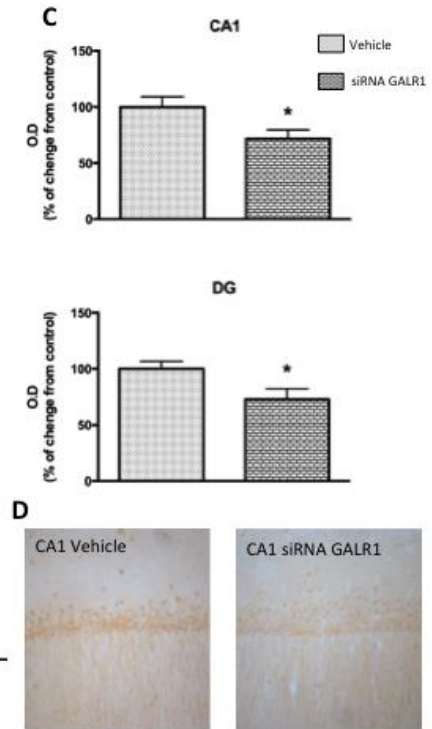 C
CA1
Vehicle
siRNA GALR1
O.D
(% of chenge from control)
150
100
50
0
*
DG
O.D
(% of chenge from control)
150
100
50
0
*
D
CA1 Vehicle
CA1 siRNA GALR1